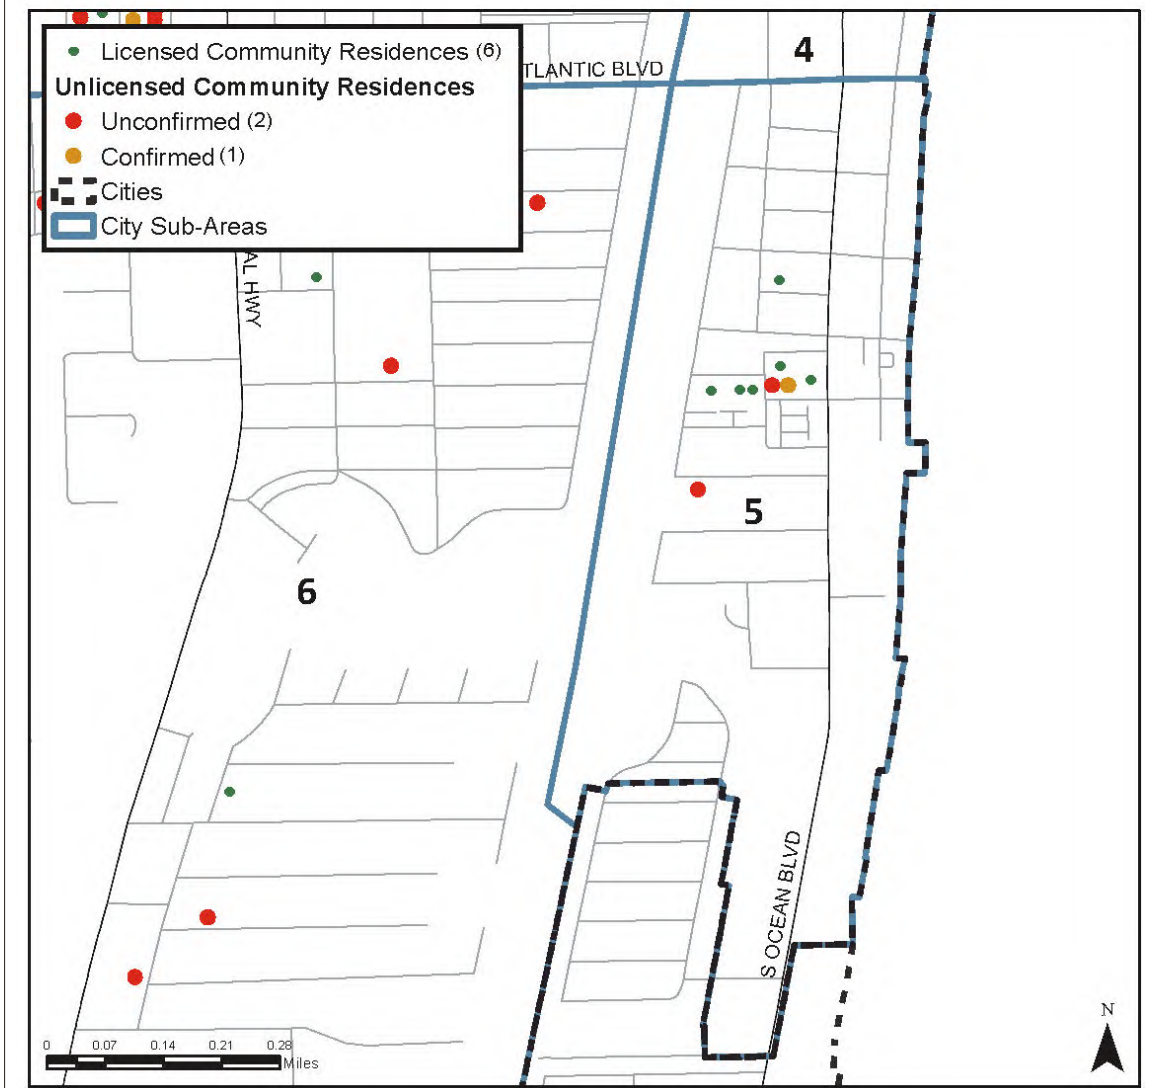 Licensed Community Residences (6)
Unlicensed Community Residences
Unconfirmed (2)
Confirmed (1)
Cities
City Sub-Areas
TLANTIC BLVD
4
AL HWY
5
6
S OCEAN BLVD
N
0 0.07 0.14 0.21 0.28
Miles